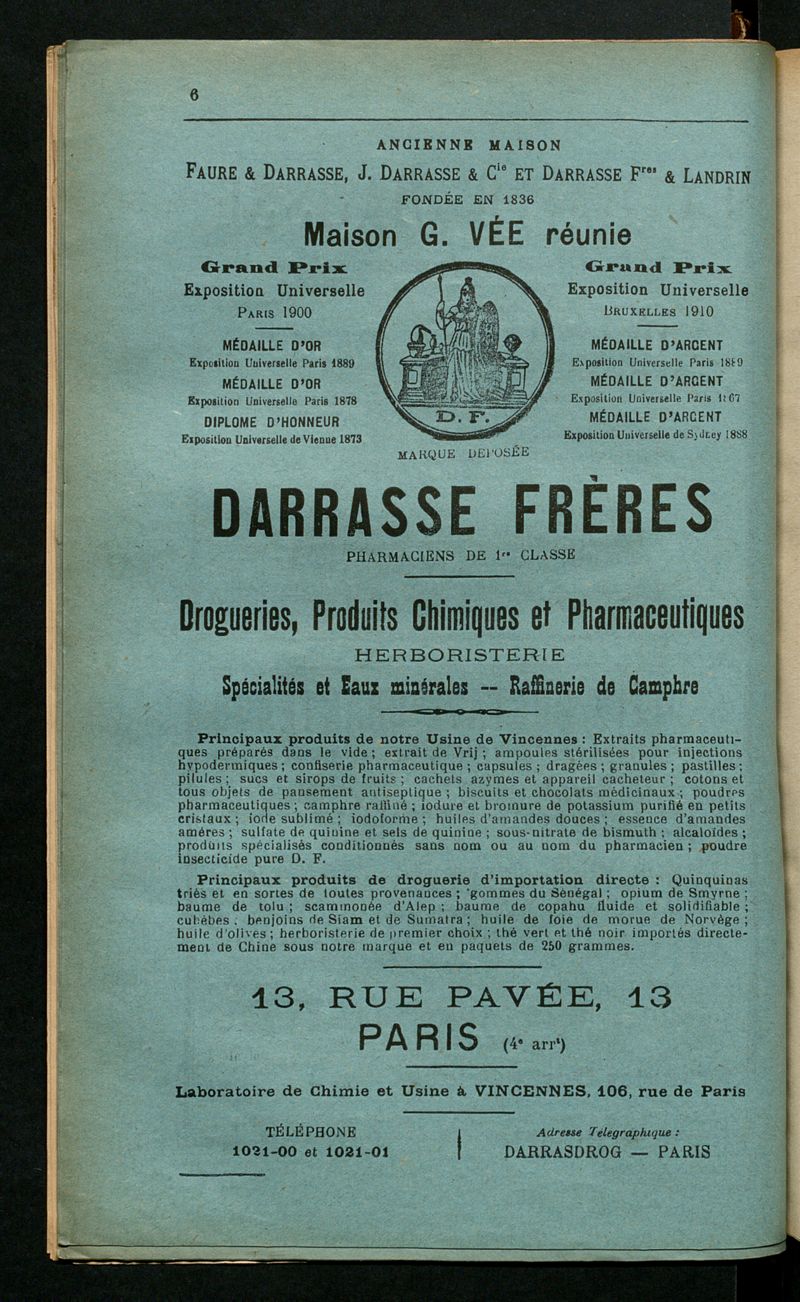 6
ANCIENNE MAISON
FAURE & DARRASSE, J. DARRASSE & Cie ET DARRASSE Fres & LANDRIN
FONDÉE EN 1836
Maison G. VÉE réunie
Grand Prix
Exposition Universelle
PARIS 1900
MÉDAILLE D'OR
Exposition Universelle Paris 1889
MÉDAILLE D'OR
Exposition Universelle Paris 1878
DIPLOME D'HONNEUR
Exposition Universelle de Vienne 1873
D. F.
MARQUE DEPOSÉE
Grand Prix
Exposition Universelle
BRUXELLES 1910
MÉDAILLE D'ARGENT
Exposition Universelle Paris
MÉDAILLE D'ARGENT
Exposition Universelle Paris
MÉDAILLE D'ARGENT
Exposition Universelle de Sydney 1888
DARRASSE FRÈRES
PHARMACIENS DE 1re CLASSE
Drogueries, Produits Chimiques et Pharmaceutiques
HERBORISTERIE
Spécialités et Eaux minérales -- Raffinerie de Camphre
Principaux produits de notre Usine de Vincennes : Extraits pharmaceuti-
ques préparés dans le vide ; extrait de Vrij ; ampoules stérilisées pour injections
hypodermiques ; confiserie pharmaceutique ; capsules ; dragées ; granules ; pastilles ;
pilules ; sucs et sirops de fruits ; cachets azymes et appareil cacheteur ; cotons et
tous objets de pansement antiseptique ; biscuits et chocolats médicinaux ; poudres
pharmaceutiques ; camphre raffiné ; iodure et bromure de potassium purifié en petits
cristaux ; iode sublimé ; iodoforme ; huiles d'amandes douces ; essence d'amandes
amères ; sulfate de quinine et sels de quinine ; sous-nitrate de bismuth ; alcaloïdes ;
produits spécialisés conditionnés sans nom ou au nom du pharmacien ; poudre
insecticide pure D. F.
Principaux produits de droguerie d'importation directe : Quinquinas
triés et en sortes de toutes provenances ; gommes du Sénégal ; opium de Smyrne ;
baume de tolu ; scammonée d'Alep ; baume de copahu fluide et solidifiable ;
cubèbes ; benjoins de Siam et de Sumatra ; huile de foie de morue de Norvège ;
huile d'olives ; herboristerie de premier choix ; thé vert et thé noir importés directe-
ment de Chine sous notre marque et en paquets de 250 grammes.
13, RUE PAVÉE, 13
PARIS (4e arrt)
Laboratoire de Chimie et Usine à VINCENNES, 106, rue de Paris
TÉLÉPHONE
1021-00 et 1021-01
Adresse Télegraphique :
DARRASDROG — PARIS